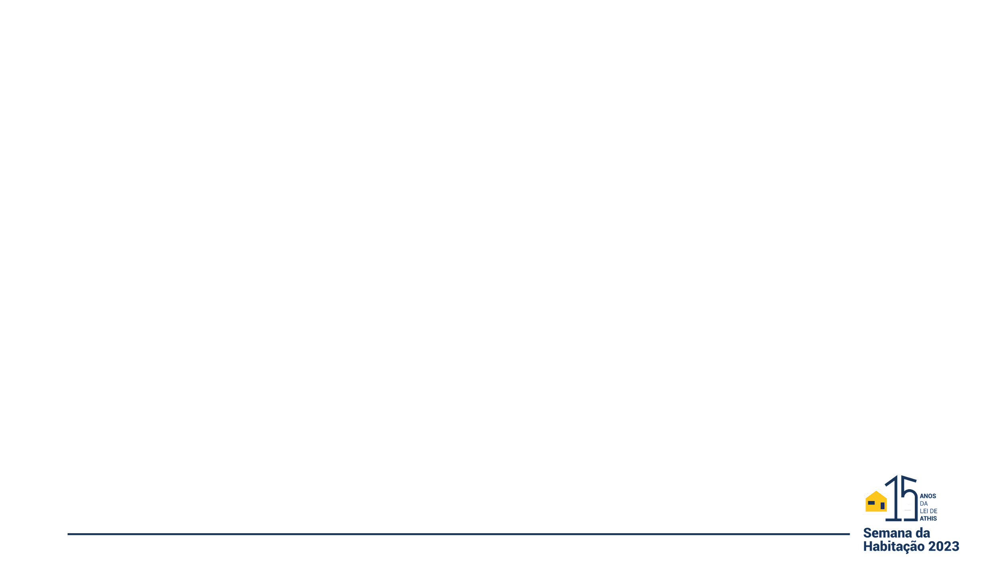 15
ANOS
DA
LEI DE
ATHIS
Semana da
Habitação 2023